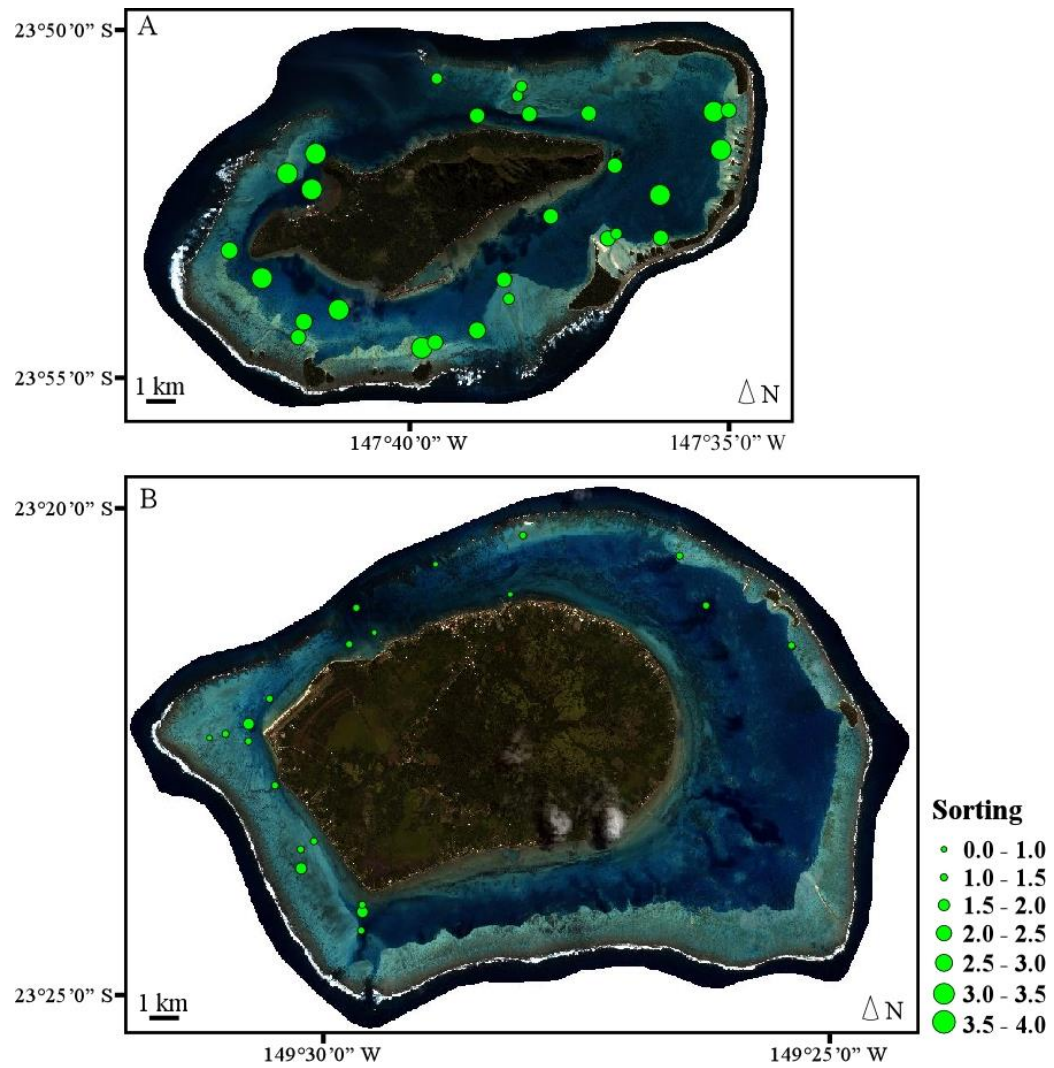 23°50'0” S
A
23°55'0” S
1 km
N
147°40'0” W
147°35'0” W
23°20'0” S
B
23°25'0” S
1 km
N
149°30'0” W
149°25'0” W
Sorting
0.0 - 1.0
1.0 - 1.5
1.5 - 2.0
2.0 - 2.5
2.5 - 3.0
3.0 - 3.5
3.5 - 4.0